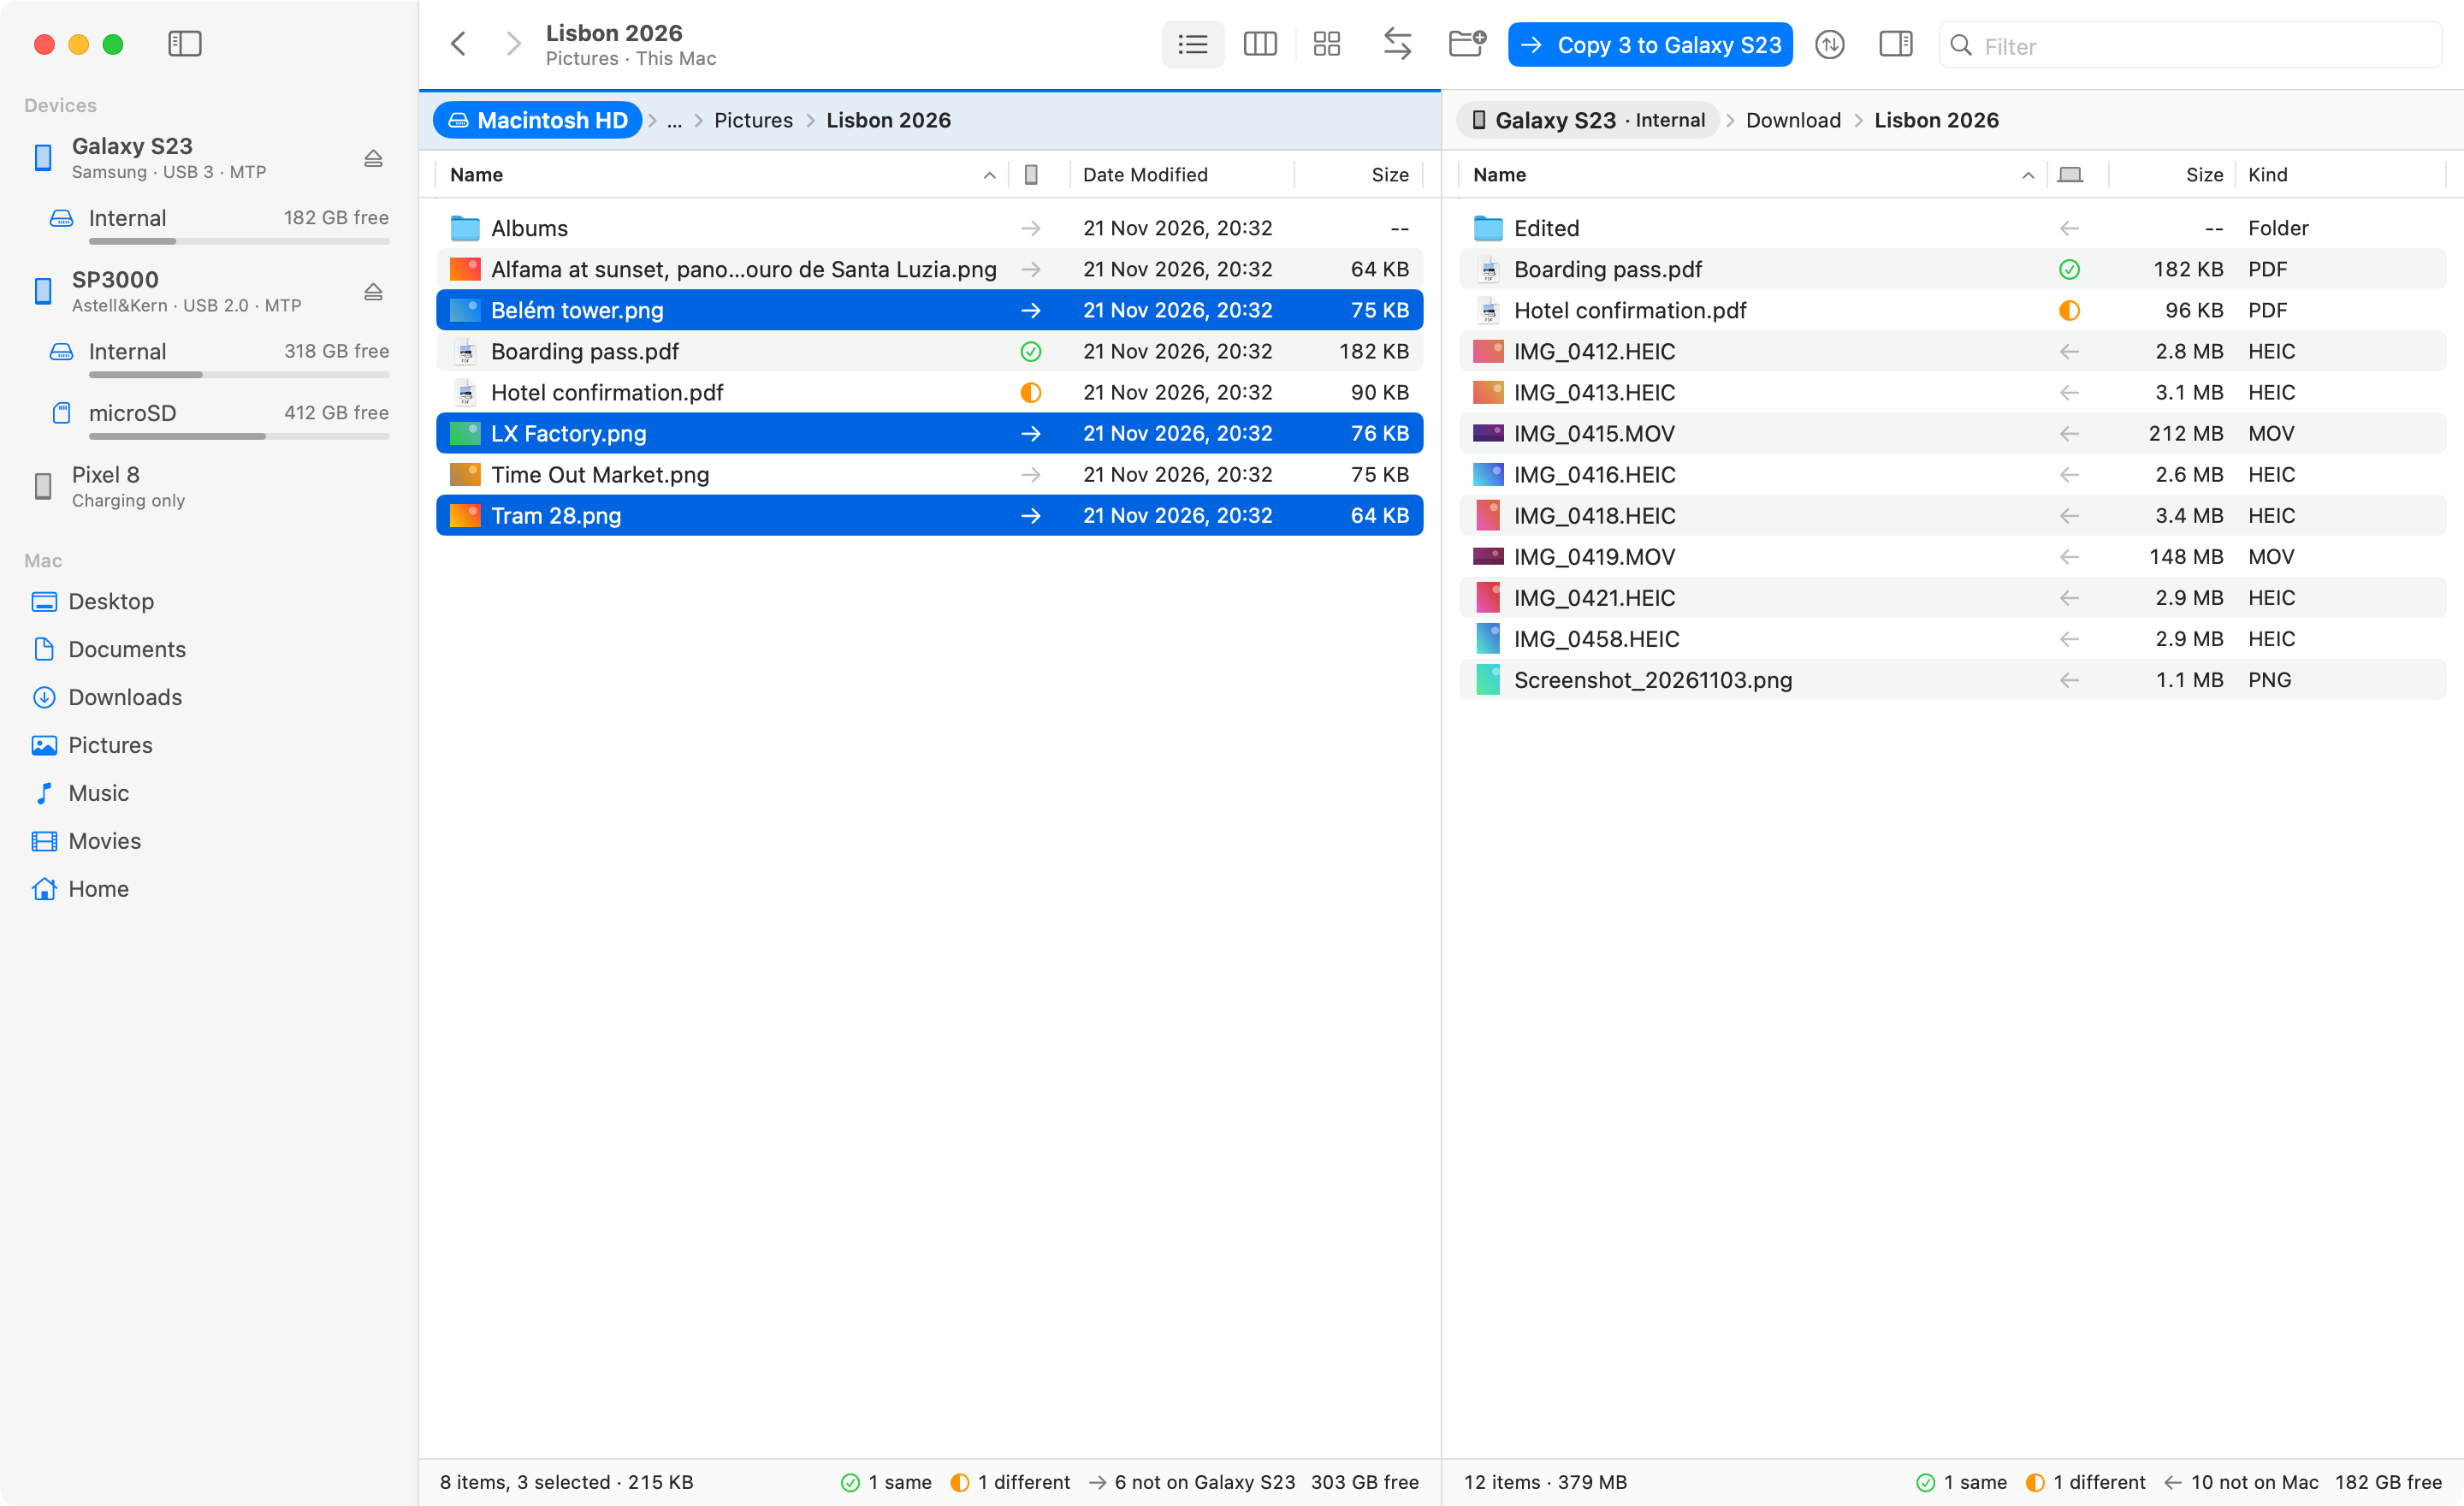 Lisbon 2026
Pictures · This Mac
Copy 3 to Galaxy S23
Filter
Devices
Galaxy S23
Samsung · USB 3 · MTP
Internal 182 GB free
SP3000
Astell&Kern · USB 2.0 · MTP
Internal 318 GB free
microSD 412 GB free
Pixel 8
Charging only
Mac
Desktop
Documents
Downloads
Pictures
Music
Movies
Home
Macintosh HD ... Pictures Lisbon 2026
Name Date Modified Size
Albums 21 Nov 2026, 20:32 --
Alfama at sunset, pano...ouro de Santa Luzia.png 21 Nov 2026, 20:32 64 KB
Belém tower.png 21 Nov 2026, 20:32 75 KB
Boarding pass.pdf 21 Nov 2026, 20:32 182 KB
Hotel confirmation.pdf 21 Nov 2026, 20:32 90 KB
LX Factory.png 21 Nov 2026, 20:32 76 KB
Time Out Market.png 21 Nov 2026, 20:32 75 KB
Tram 28.png 21 Nov 2026, 20:32 64 KB
8 items, 3 selected · 215 KB 1 same 1 different 6 not on Galaxy S23 303 GB free
Galaxy S23 · Internal Download Lisbon 2026
Name Size Kind
Edited -- Folder
Boarding pass.pdf 182 KB PDF
Hotel confirmation.pdf 96 KB PDF
IMG_0412.HEIC 2.8 MB HEIC
IMG_0413.HEIC 3.1 MB HEIC
IMG_0415.MOV 212 MB MOV
IMG_0416.HEIC 2.6 MB HEIC
IMG_0418.HEIC 3.4 MB HEIC
IMG_0419.MOV 148 MB MOV
IMG_0421.HEIC 2.9 MB HEIC
IMG_0458.HEIC 2.9 MB HEIC
Screenshot_20261103.png 1.1 MB PNG
12 items · 379 MB 1 same 1 different 10 not on Mac 182 GB free